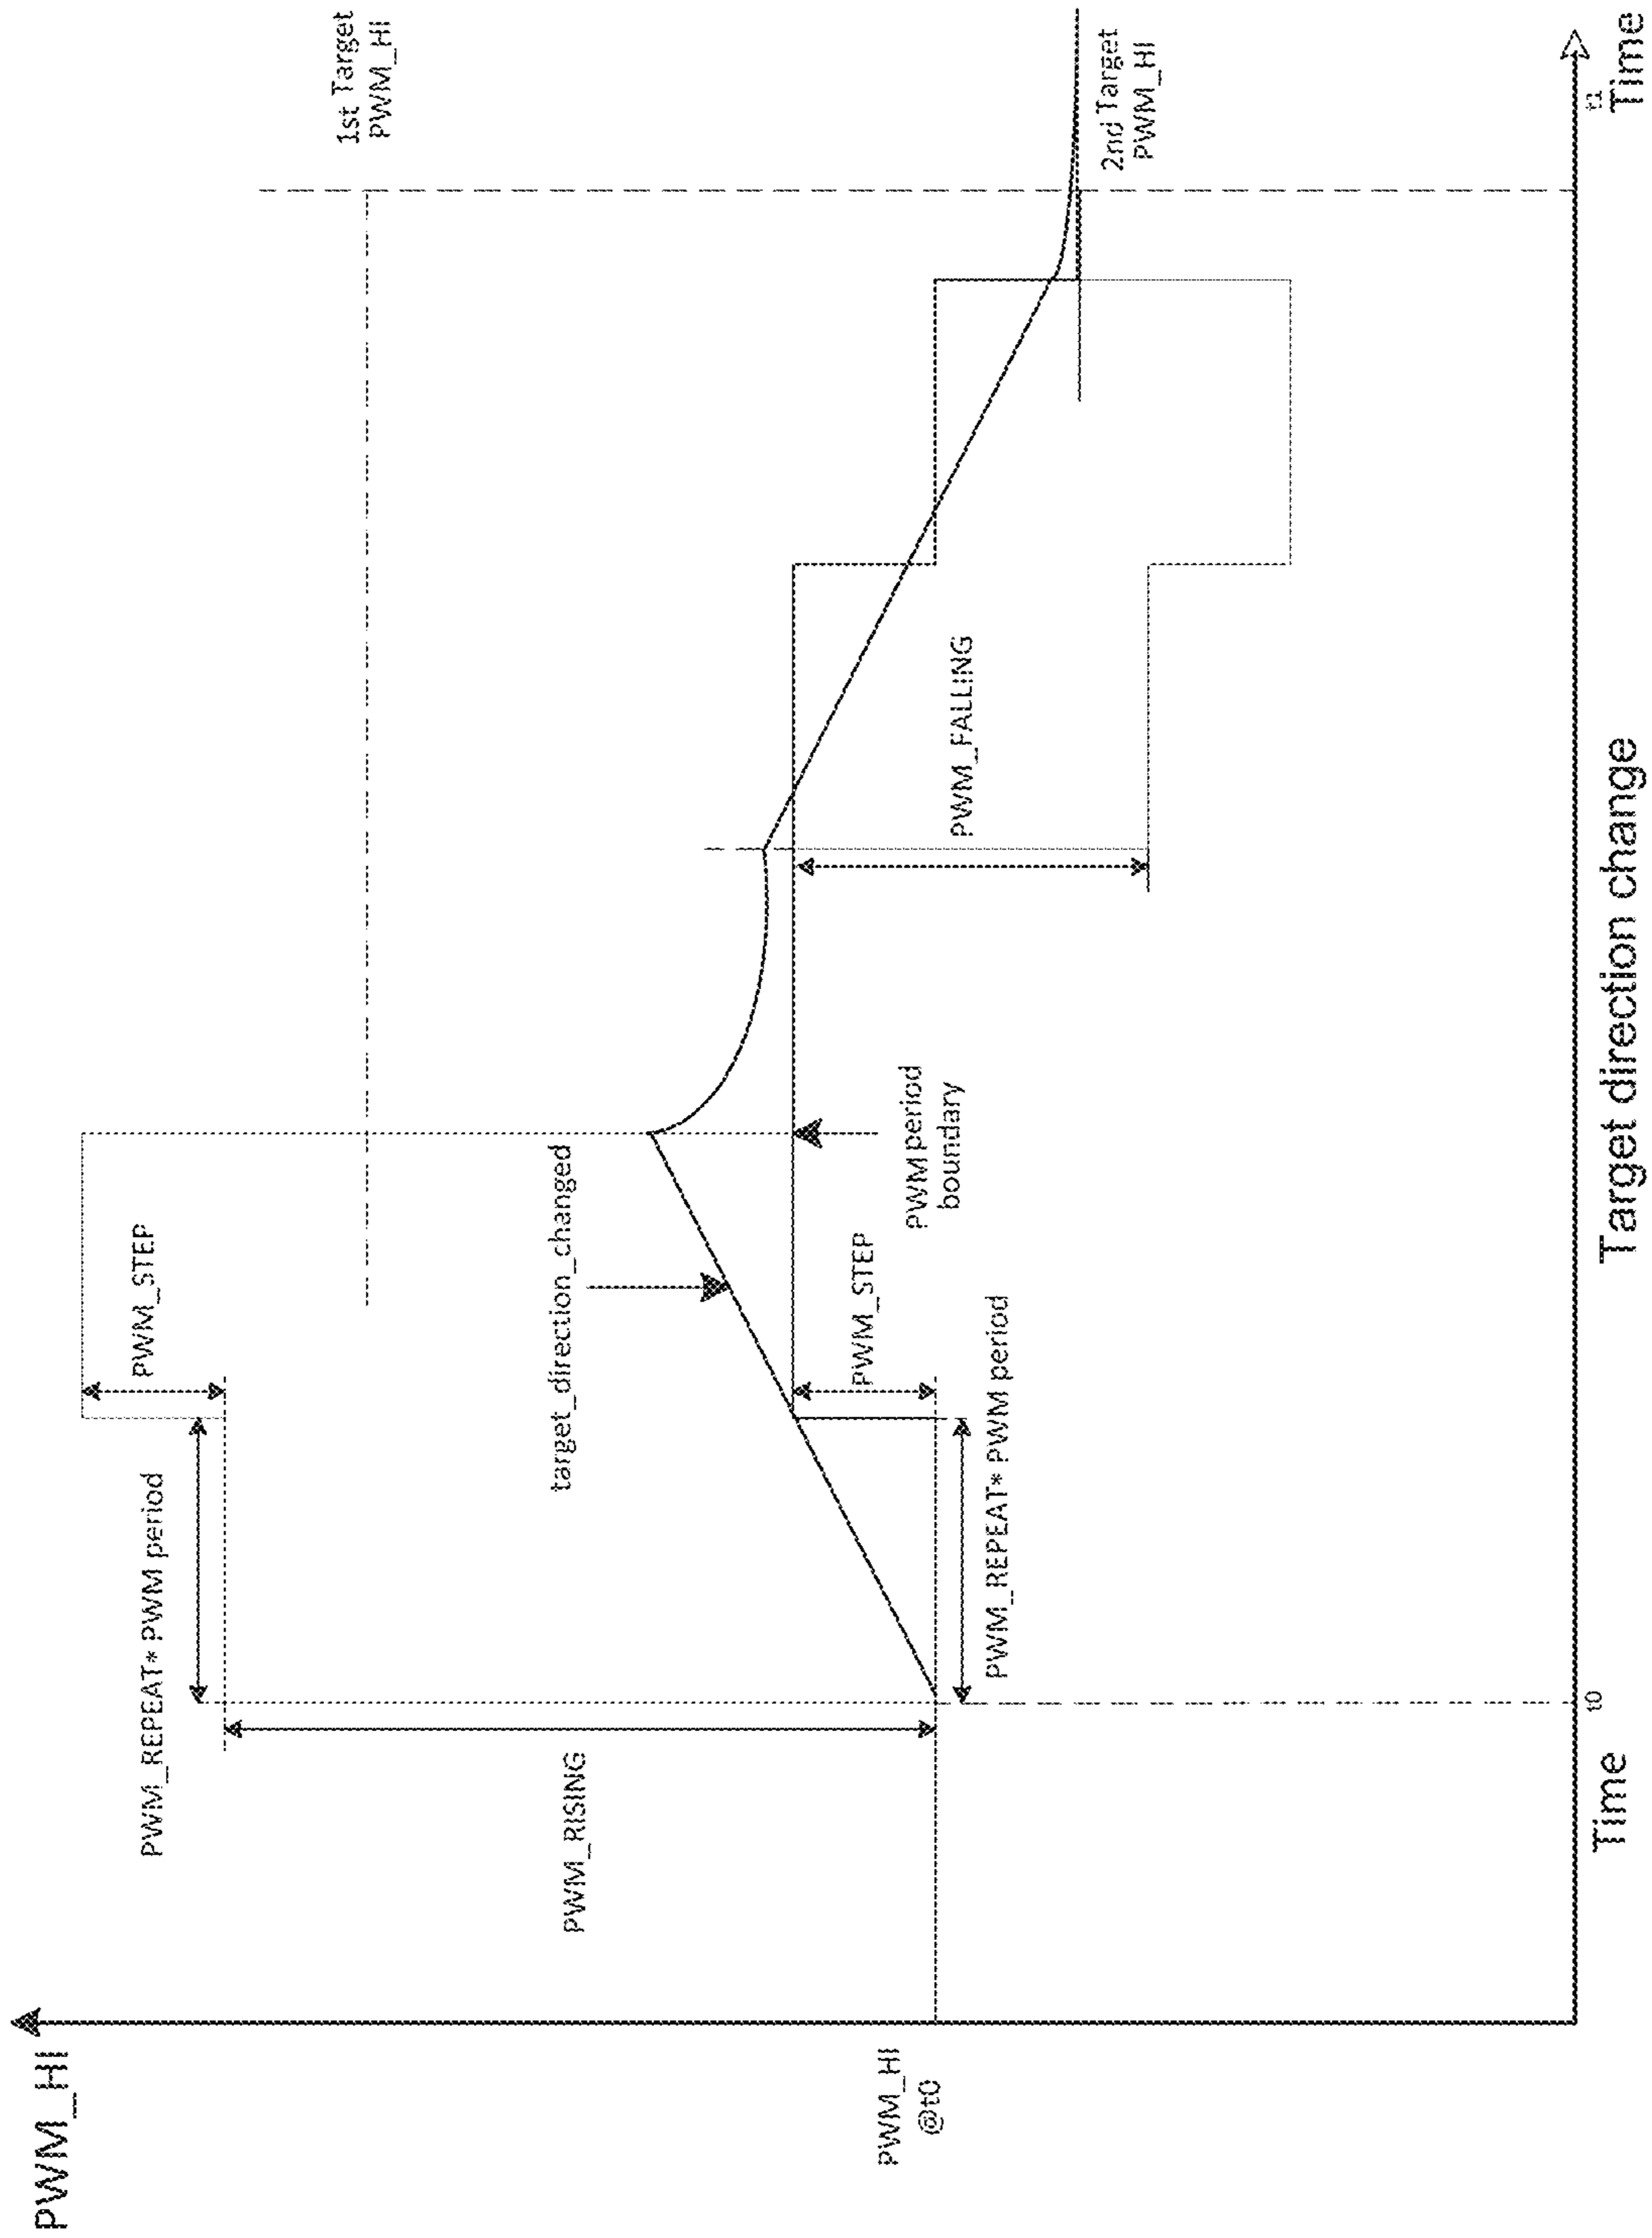 PWM_HI
1st Target
PWM_HI
PWM_STEP
PWM_REPEAT* PWM period
target_direction_changed
PWM_RISING
PWM_HI
@t0
PWM_STEP
PWM period
boundary
PWM_REPEAT* PWM period
PWM_FALLING
2nd Target
PWM_HI
t0
t1
Time
Time
Target direction change